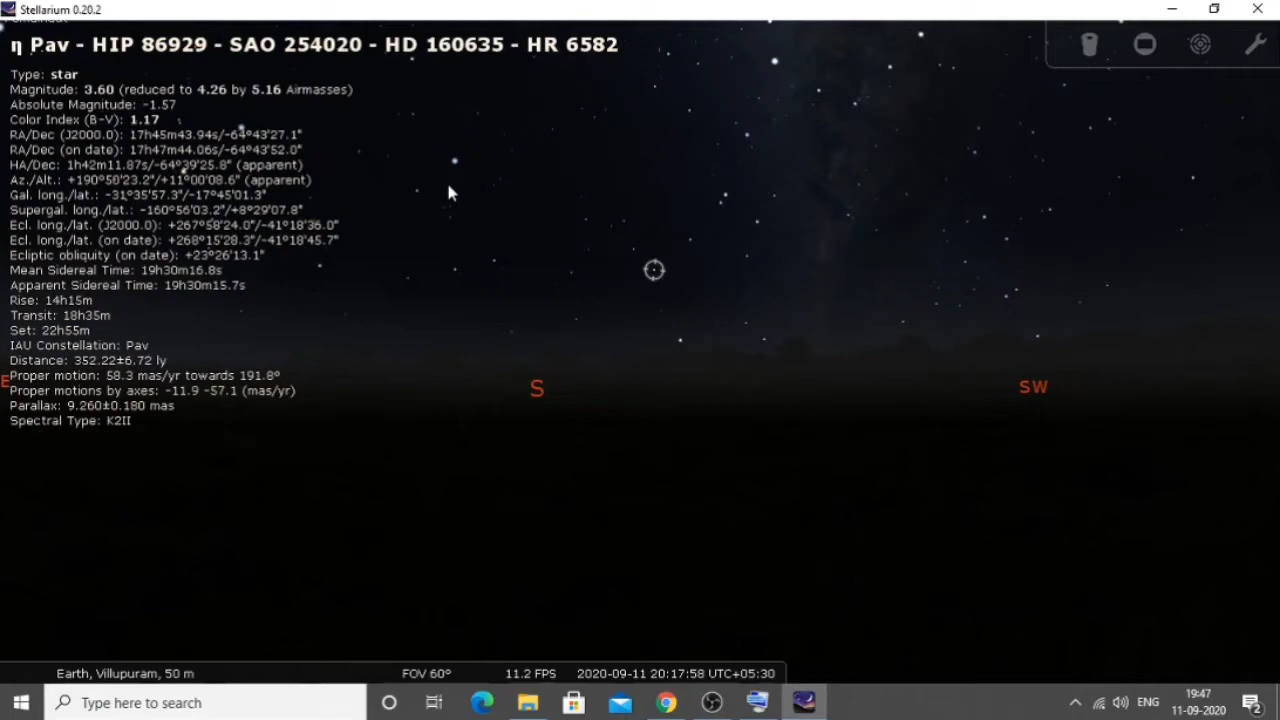 Stellarium 0.20.2
η Pav - HIP 86929 - SAO 254020 - HD 160635 - HR 6582
Type: star
Magnitude: 3.60 (reduced to 4.26 by 5.16 Airmasses)
Absolute Magnitude: -1.57
Color Index (B-V): 1.17
RA/Dec (J2000.0): 17h45m43.94s/-64°43'27.1"
RA/Dec (on date): 17h47m44.06s/-64°43'52.0"
HA/Dec: 1h42m11.87s/-64°39'25.8" (apparent)
Az./Alt.: +190°58'23.2"/+11°00'08.6" (apparent)
Gal. long./lat.: -31°35'57.3"/-17°45'01.3"
Supergal. long./lat.: -160°56'03.2"/+8°29'07.8"
Ecl. long./lat. (J2000.0): +267°58'24.0"/-41°18'36.0"
Ecl. long./lat. (on date): +268°15'28.3"/-41°18'45.7"
Ecliptic obliquity (on date): +23°26'13.1"
Mean Sidereal Time: 19h30m16.8s
Apparent Sidereal Time: 19h30m15.7s
Rise: 14h15m
Transit: 18h35m
Set: 22h55m
IAU Constellation: Pav
Distance: 352.22±6.72 ly
Proper motion: 58.3 mas/yr towards 191.8°
Proper motions by axes: -11.9 -57.1 (mas/yr)
Parallax: 9.260±0.180 mas
Spectral Type: K2II
E S SW
Earth, Villupuram, 50 m FOV 60° 11.2 FPS 2020-09-11 20:17:58 UTC+05:30
Type here to search ENG 19:47
11-09-2020 2